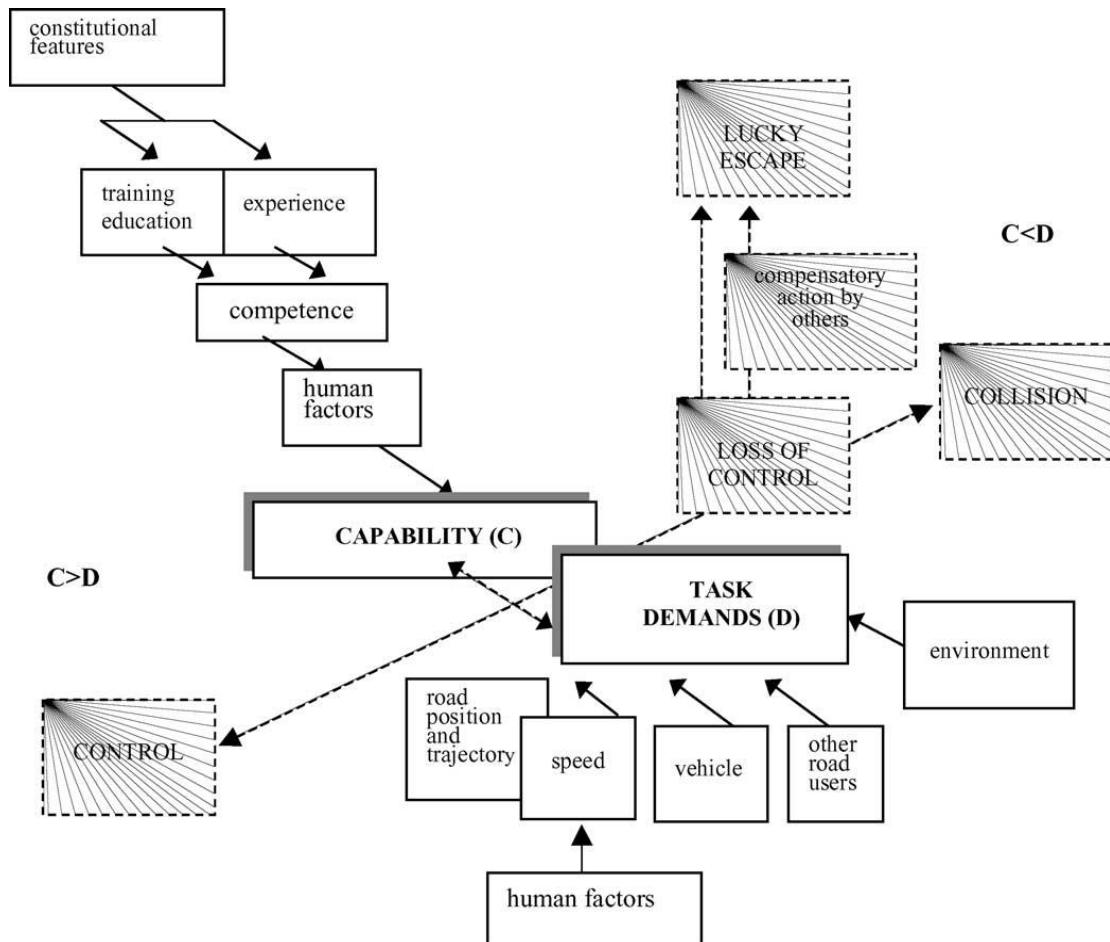 constitutional
features
training
education
experience
competence
human
factors
CAPABILITY (C)
C>D
CONTROL
LUCKY
ESCAPE
C<D
compensatory
action by
others
COLLISION
LOSS OF
CONTROL
TASK
DEMANDS (D)
environment
road
position
and
trajectory
speed
vehicle
other
road
users
human factors